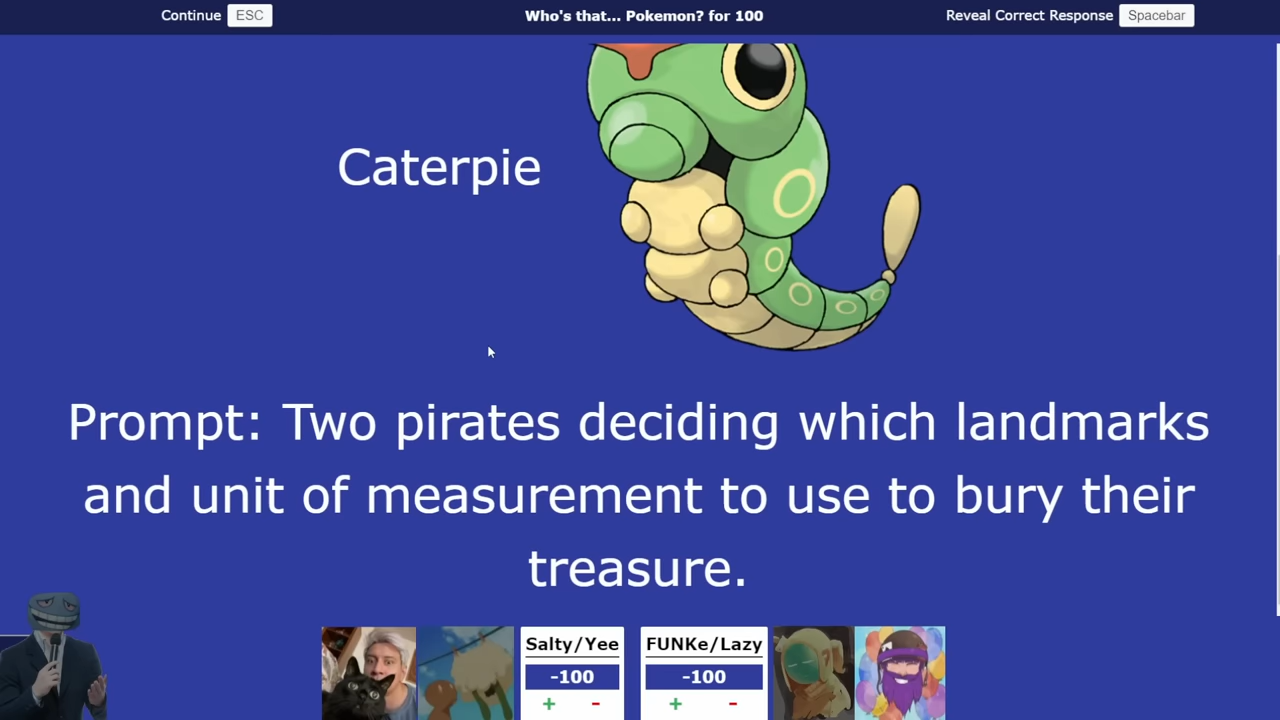 Continue ESC
Who's that... Pokemon? for 100
Reveal Correct Response Spacebar
Caterpie
Prompt: Two pirates deciding which landmarks
and unit of measurement to use to bury their
treasure.
Salty/Yee
-100
+ -
FUNKe/Lazy
-100
+ -